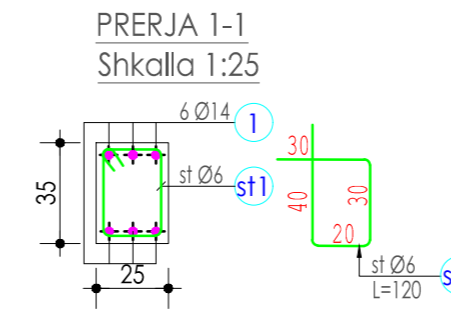 PRERJA 1-1
Shkalla 1:25
6 Ø14 1
st Ø6 st1
35
25
30
40
30
20
st Ø6 s
L=120